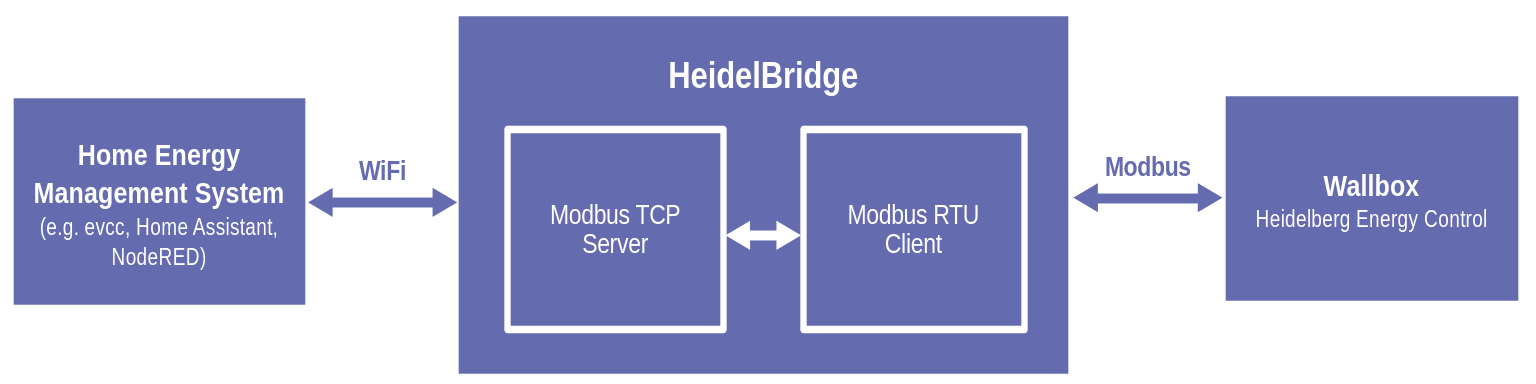 Home Energy
Management System
(e.g. evcc, Home Assistant,
NodeRED)
WiFi
HeidelBridge
Modbus TCP
Server
Modbus RTU
Client
Modbus
Wallbox
Heidelberg Energy Control